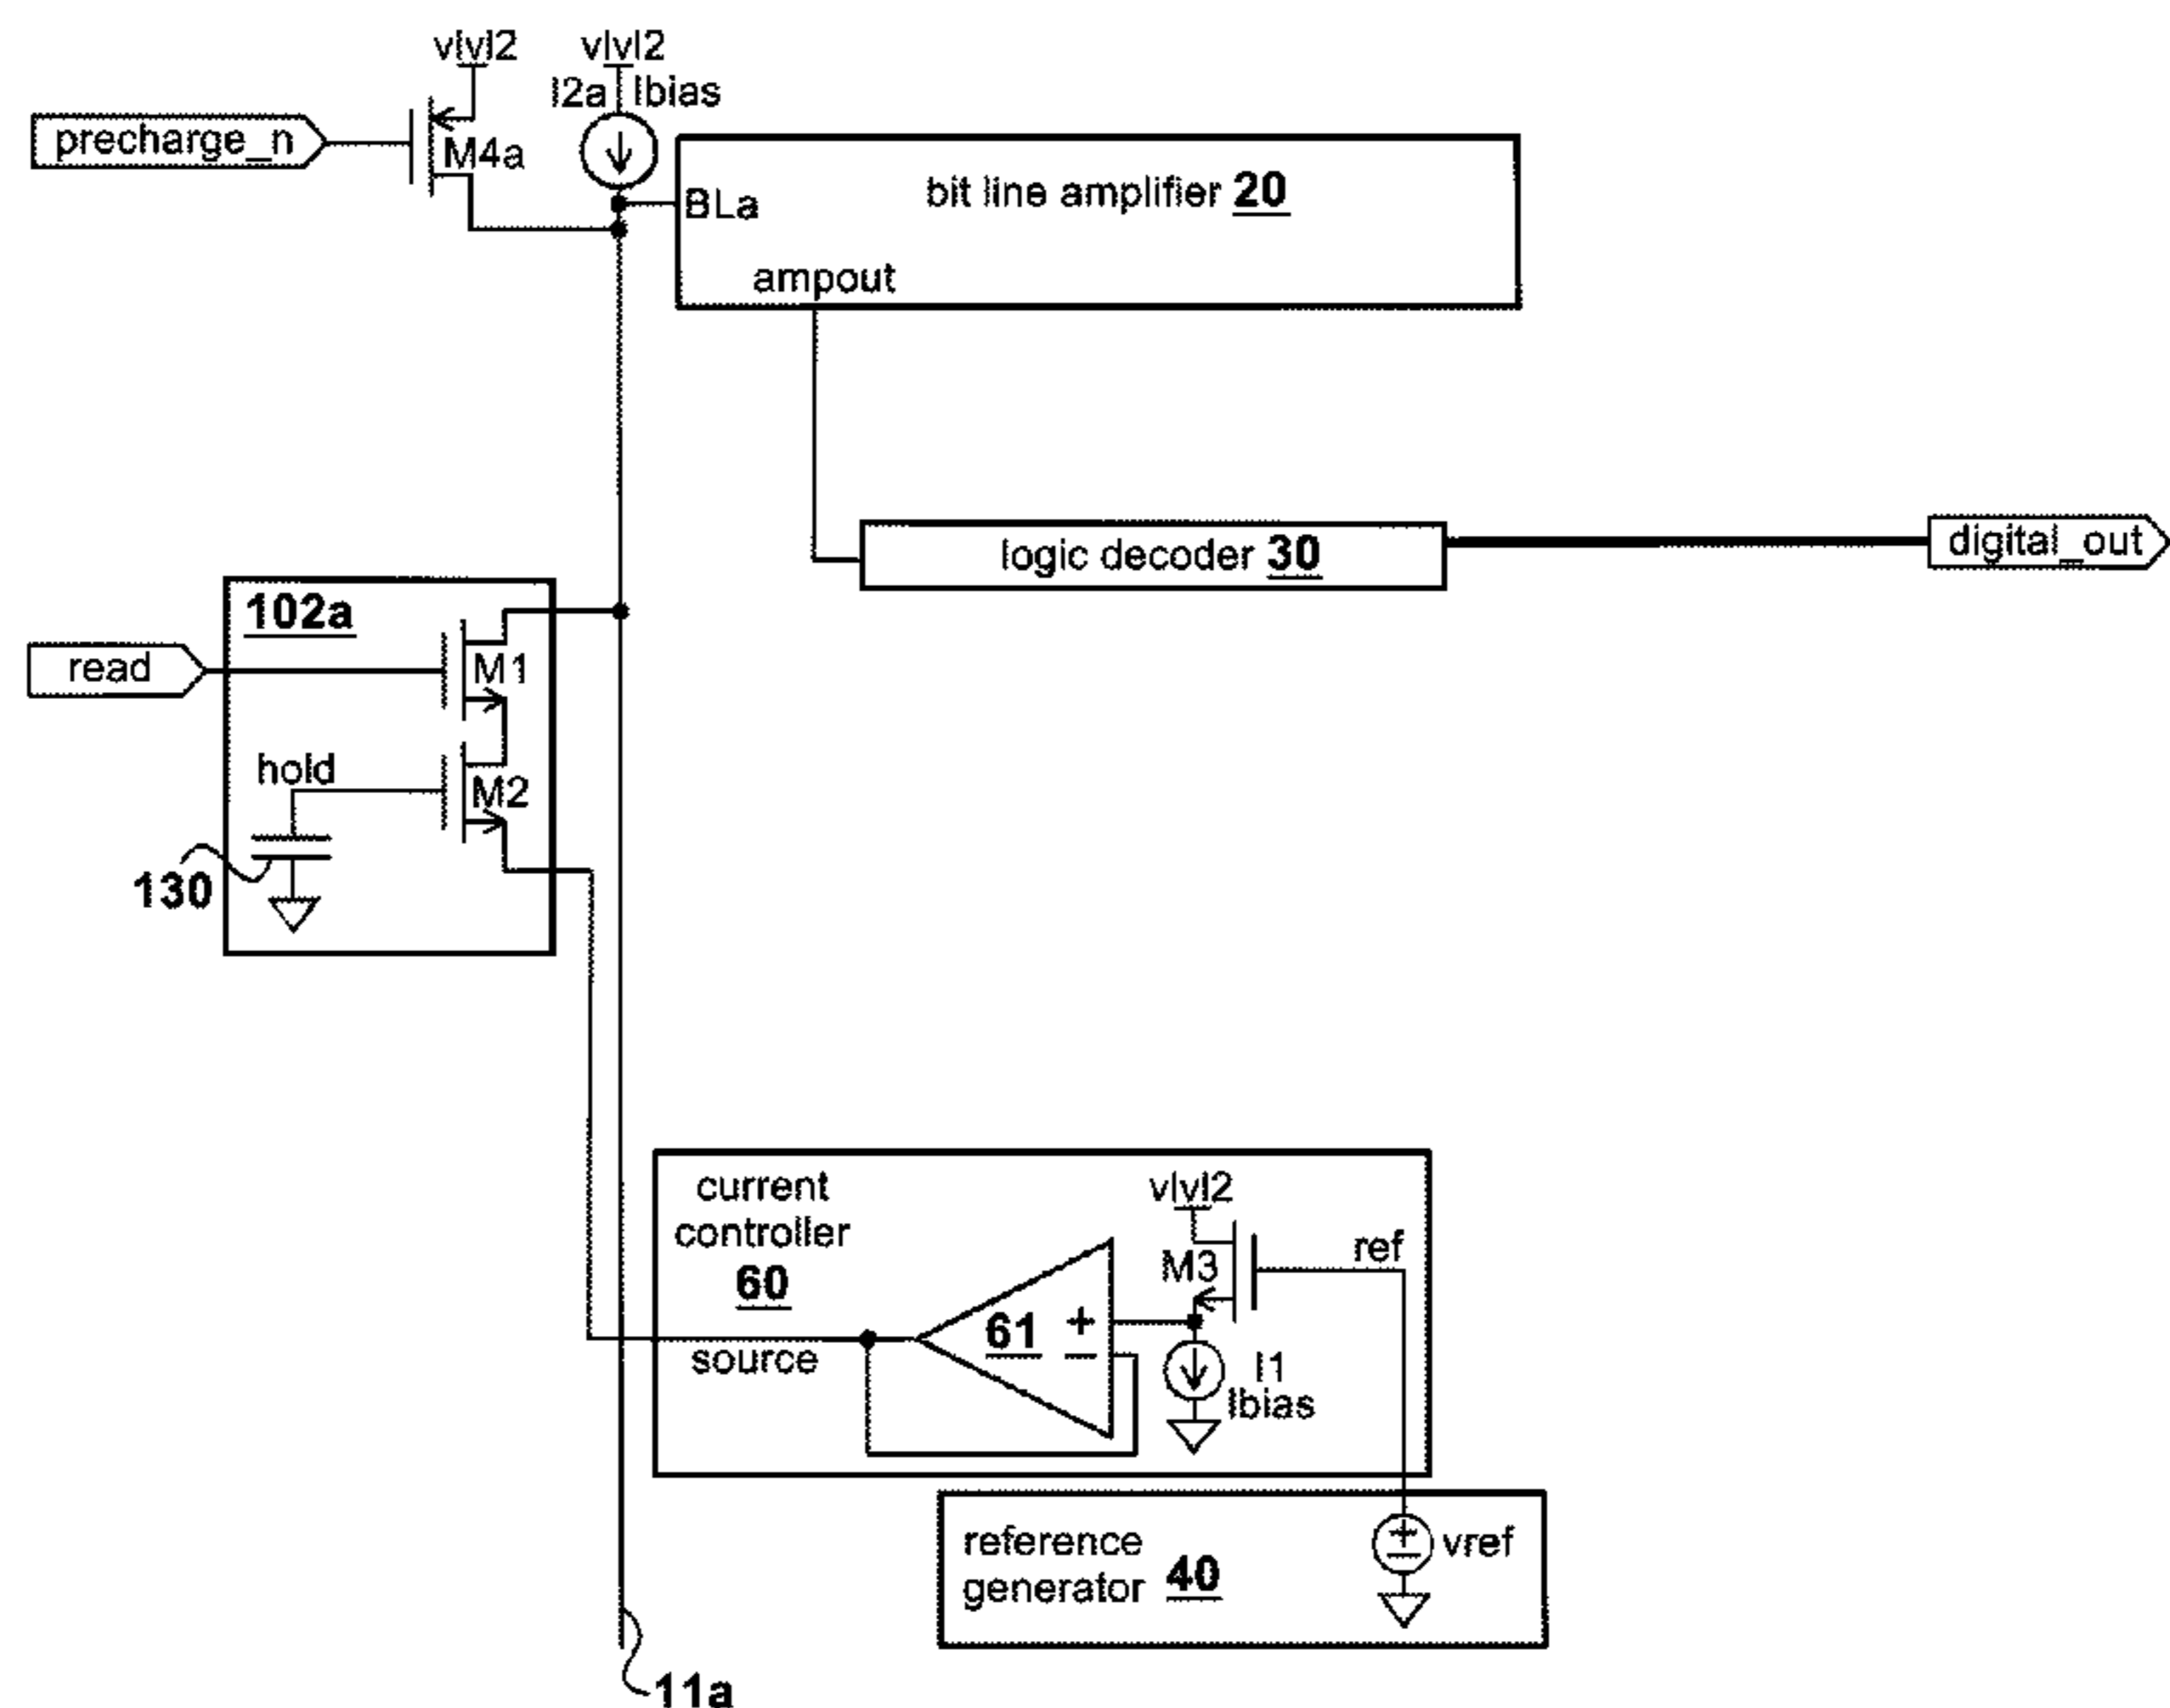 vlvl2 vlvl2
I2a Ibias
precharge_n
M4a
BLa
bit line amplifier 20
ampout
logic decoder 30
digital_out
102a
read
M1
hold
M2
130
current
controller
60
vlvl2
M3
ref
61
+
−
source
I1
Ibias
reference
generator 40
+
−
vref
11a